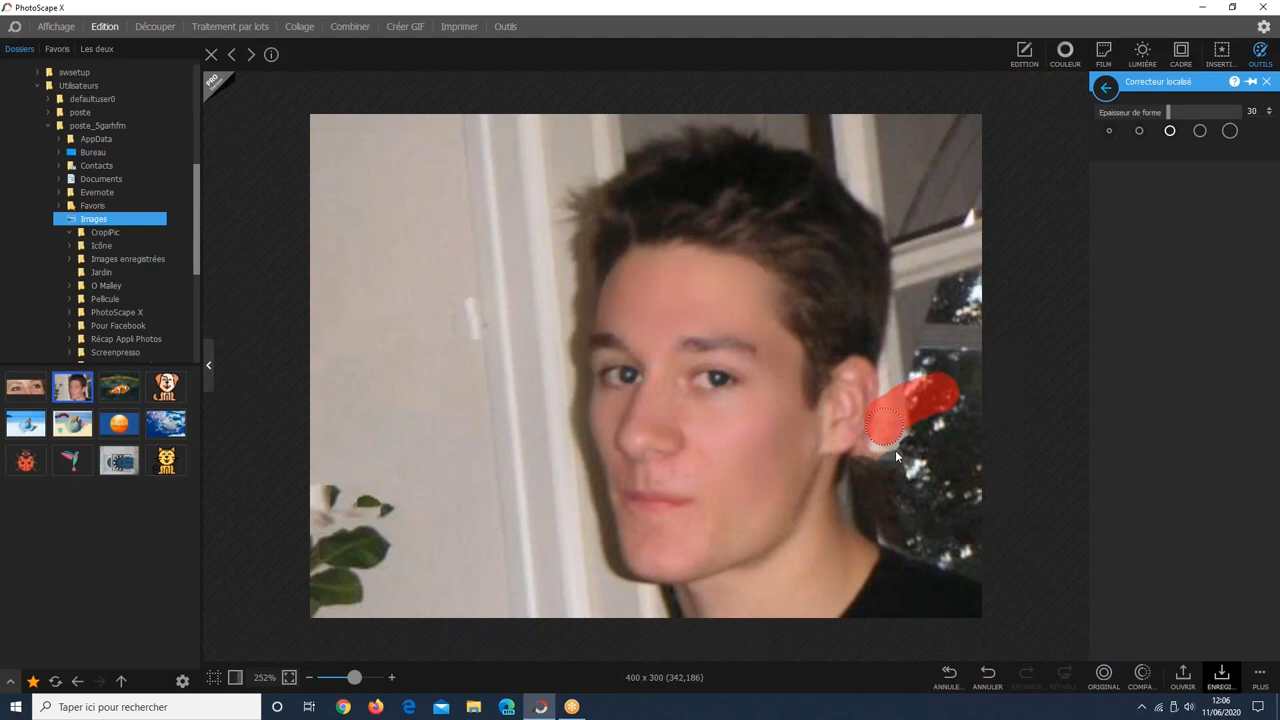 PhotoScape X
Affichage Edition Découper Traitement par lots Collage Combiner Créer GIF Imprimer Outils
Dossiers Favoris Les deux
swsetup
Utilisateurs
defaultuser0
poste
poste_5garhfm
AppData
Bureau
Contacts
Documents
Evernote
Favoris
Images
CropiPic
Icône
Images enregistrées
Jardin
O Malley
Pellicule
PhotoScape X
Pour Facebook
Récap Appli Photos
Screenpresso
PRO
EDITION COULEUR FILM LUMIÈRE CADRE INSERTI... OUTILS
Correcteur localisé
Epaisseur de forme 30
252%
400 x 300 (342,186)
ANNULE... ANNULER
ORIGINAL COMPA... OUVRIR ENREGI... PLUS
Taper ici pour rechercher
12:06
11/06/2020